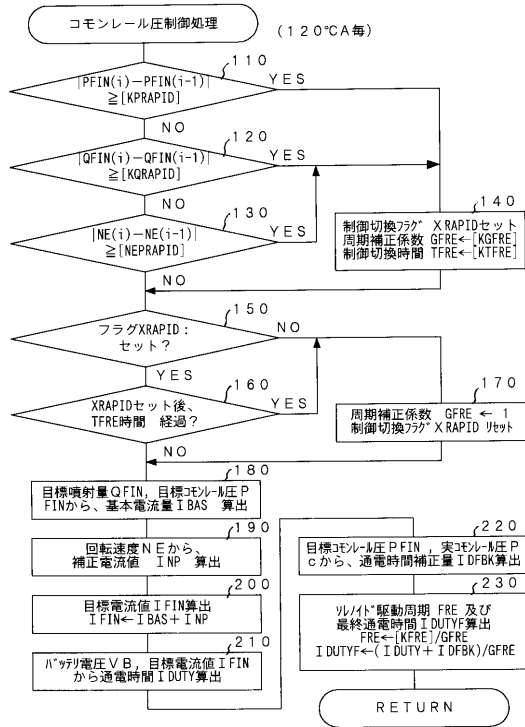 コモンレール圧制御処理
(120℃A毎)
110
|PFIN(i)−PFIN(i-1)|
≧[KPRAPID]
YES
NO
120
|QFIN(i)−QFIN(i-1)|
≧[KQRAPID]
YES
NO
130
|NE(i)−NE(i-1)|
≧[NEPRAPID]
YES
NO
140
制御切換フラグ XRAPIDセット
周期補正係数 GFRE←[KGFRE]
制御切換時間 TFRE←[KTFRE]
150
フラグXRAPID:
セット?
NO
YES
160
XRAPIDセット後、
TFRE時間 経過?
YES
NO
170
周期補正係数 GFRE ← 1
制御切換フラグXRAPID リセット
180
目標噴射量QFIN, 目標コモンレール圧P
FINから、基本電流量IBAS 算出
190
回転速度NEから、
補正電流値 INP 算出
200
目標電流値IFIN算出
IFIN←IBAS+INP
210
バッテリ電圧VB, 目標電流値IFIN
から通電時間IDUTY算出
220
目標コモンレール圧PFIN , 実コモンレール圧P
cから、通電時間補正量IDFBK算出
230
ソレノイド駆動周期 FRE 及び
最終通電時間IDUTYF算出
FRE←[KFRE]/GFRE
IDUTYF←(IDUTY+IDFBK)/GFRE
RETURN